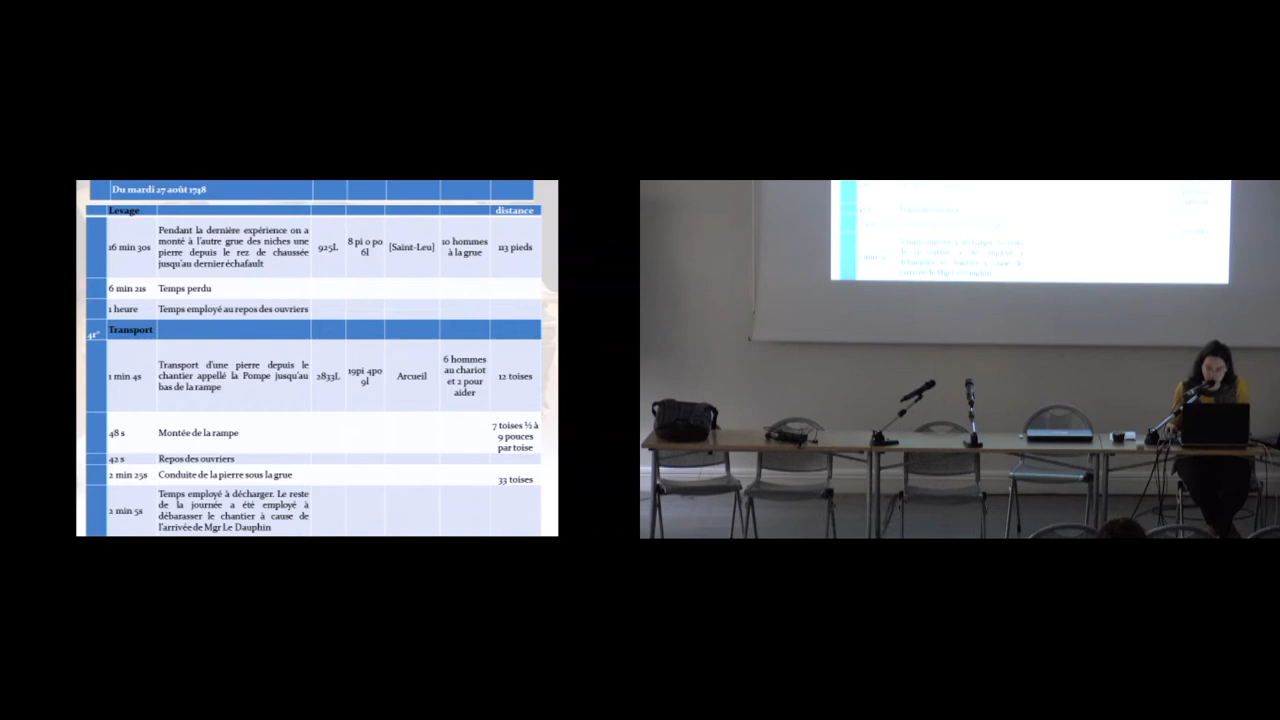 Du mardi 27 août 1748
Levage distance
16 min 30s
Pendant la dernière expérience on a
monté à l'autre grue des niches une
pierre depuis le rez de chaussée
jusqu'au dernier échafault
925L
8 pi 0 po
6l
[Saint-Leu]
10 hommes
à la grue
113 pieds
6 min 21s Temps perdu
1 heure Temps employé au repos des ouvriers
41° Transport
1 min 4s
Transport d'une pierre depuis le
chantier appellé la Pompe jusqu'au
bas de la rampe
2833L
19pi 4po
9l
Arcueil
6 hommes
au chariot
et 2 pour
aider
12 toises
48 s Montée de la rampe
7 toises ½ à
9 pouces
par toise
42 s Repos des ouvriers
2 min 25s Conduite de la pierre sous la grue
33 toises
2 min 5s
Temps employé à décharger. Le reste
de la journée a été employé à
débarasser le chantier à cause de
l'arrivée de Mgr Le Dauphin